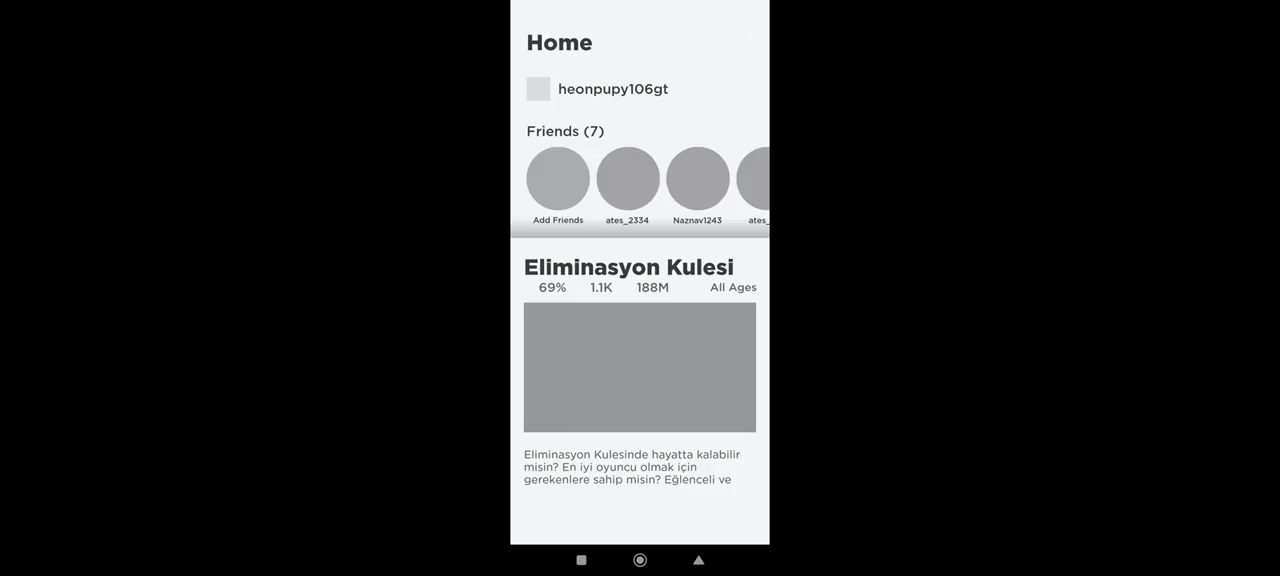 Home
heonpupy106gt
Friends (7)
Add Friends ates_2334 Naznav1243 ates_
Eliminasyon Kulesi
69% 1.1K 188M All Ages
Eliminasyon Kulesinde hayatta kalabilir
misin? En iyi oyuncu olmak için
gerekenlere sahip misin? Eğlenceli ve